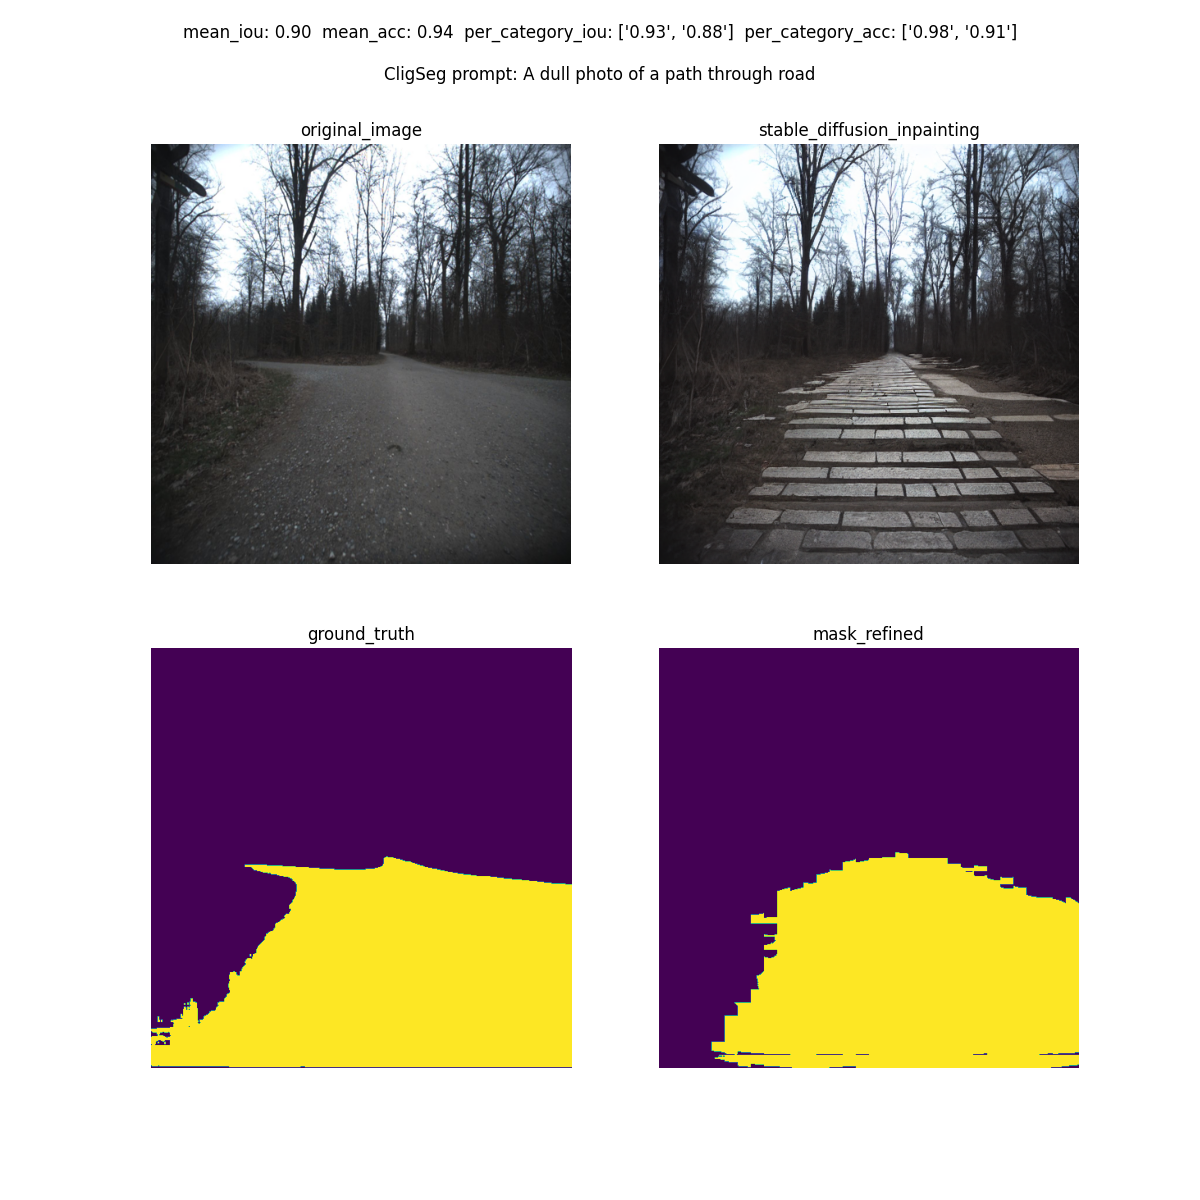 mean_iou: 0.90  mean_acc: 0.94  per_category_iou: ['0.93', '0.88']  per_category_acc: ['0.98', '0.91']
CligSeg prompt: A dull photo of a path through road
original_image
stable_diffusion_inpainting
ground_truth
mask_refined